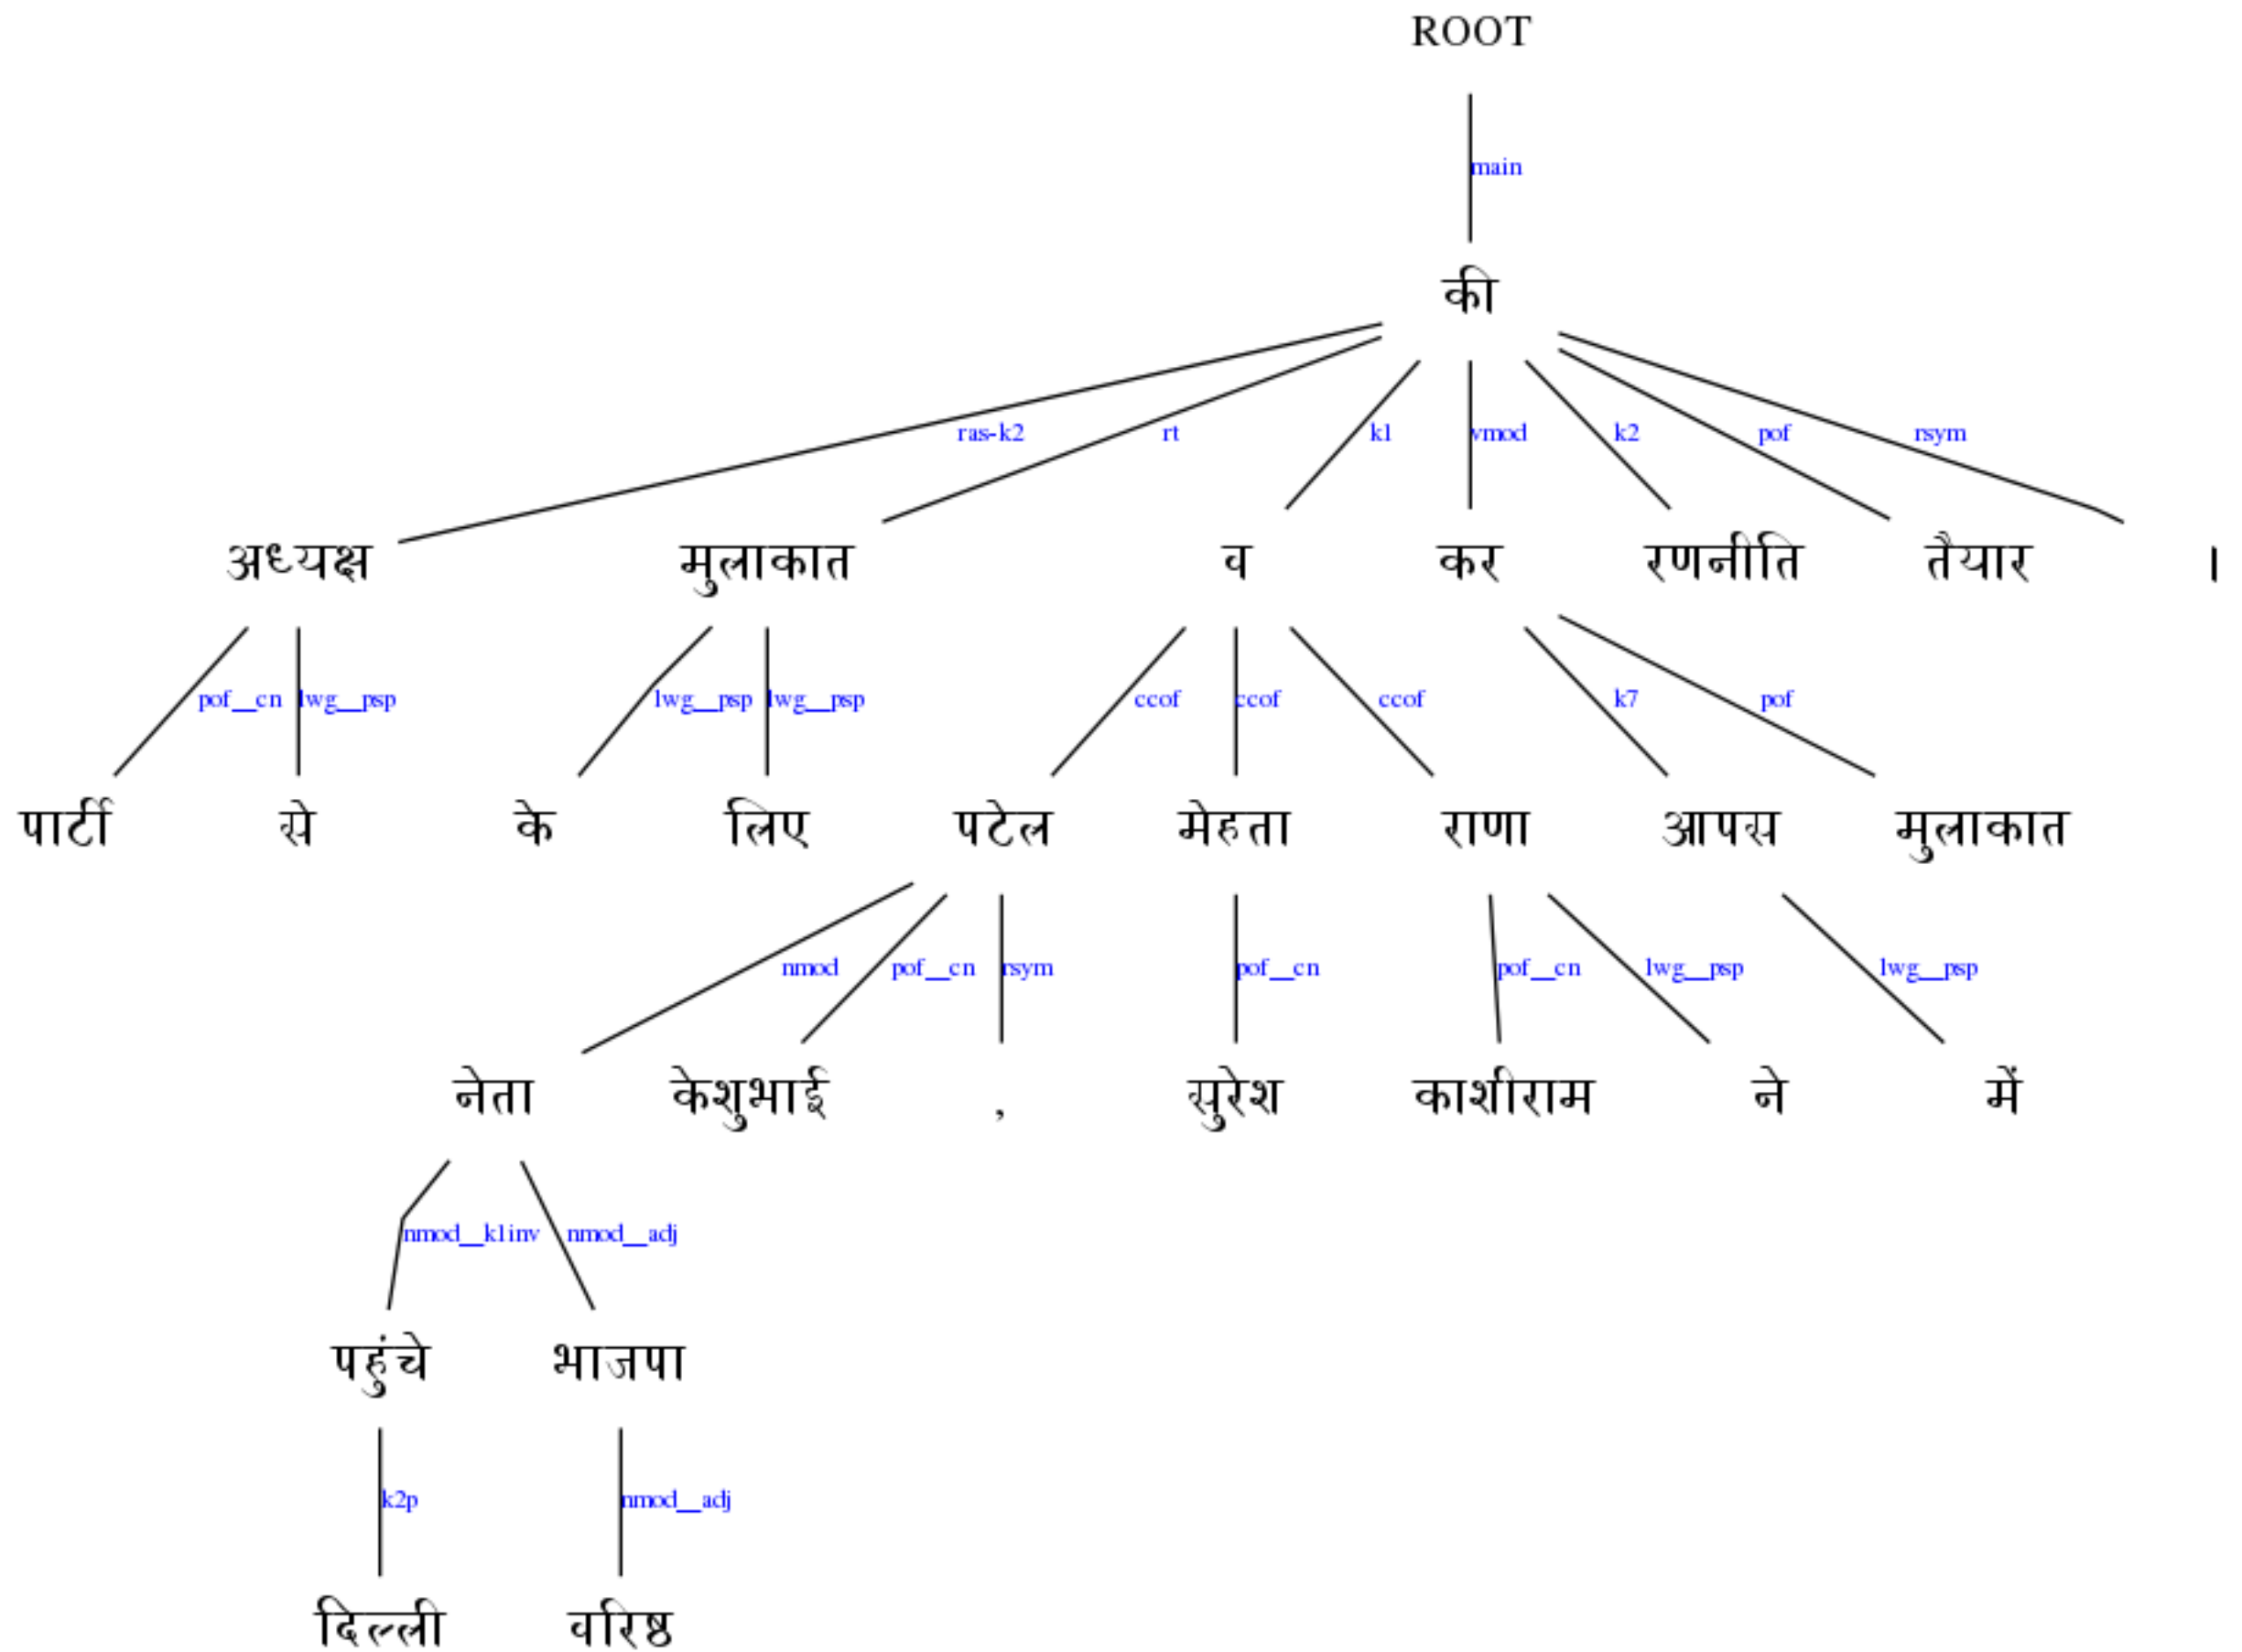 ROOT
main
की
ras-k2 rt k1 vmod k2 pof rsym
अध्यक्ष मुलाकात व कर रणनीति तैयार ।
pof__cn lwg__psp lwg__psp lwg__psp ccof ccof ccof k7 pof
पार्टी से के लिए पटेल मेहता राणा आपस मुलाकात
nmod pof__cn rsym pof__cn pof__cn lwg__psp lwg__psp
नेता केशुभाई , सुरेश काशीराम ने में
nmod__k1inv nmod__adj
पहुंचे भाजपा
k2p nmod__adj
दिल्ली वरिष्ठ